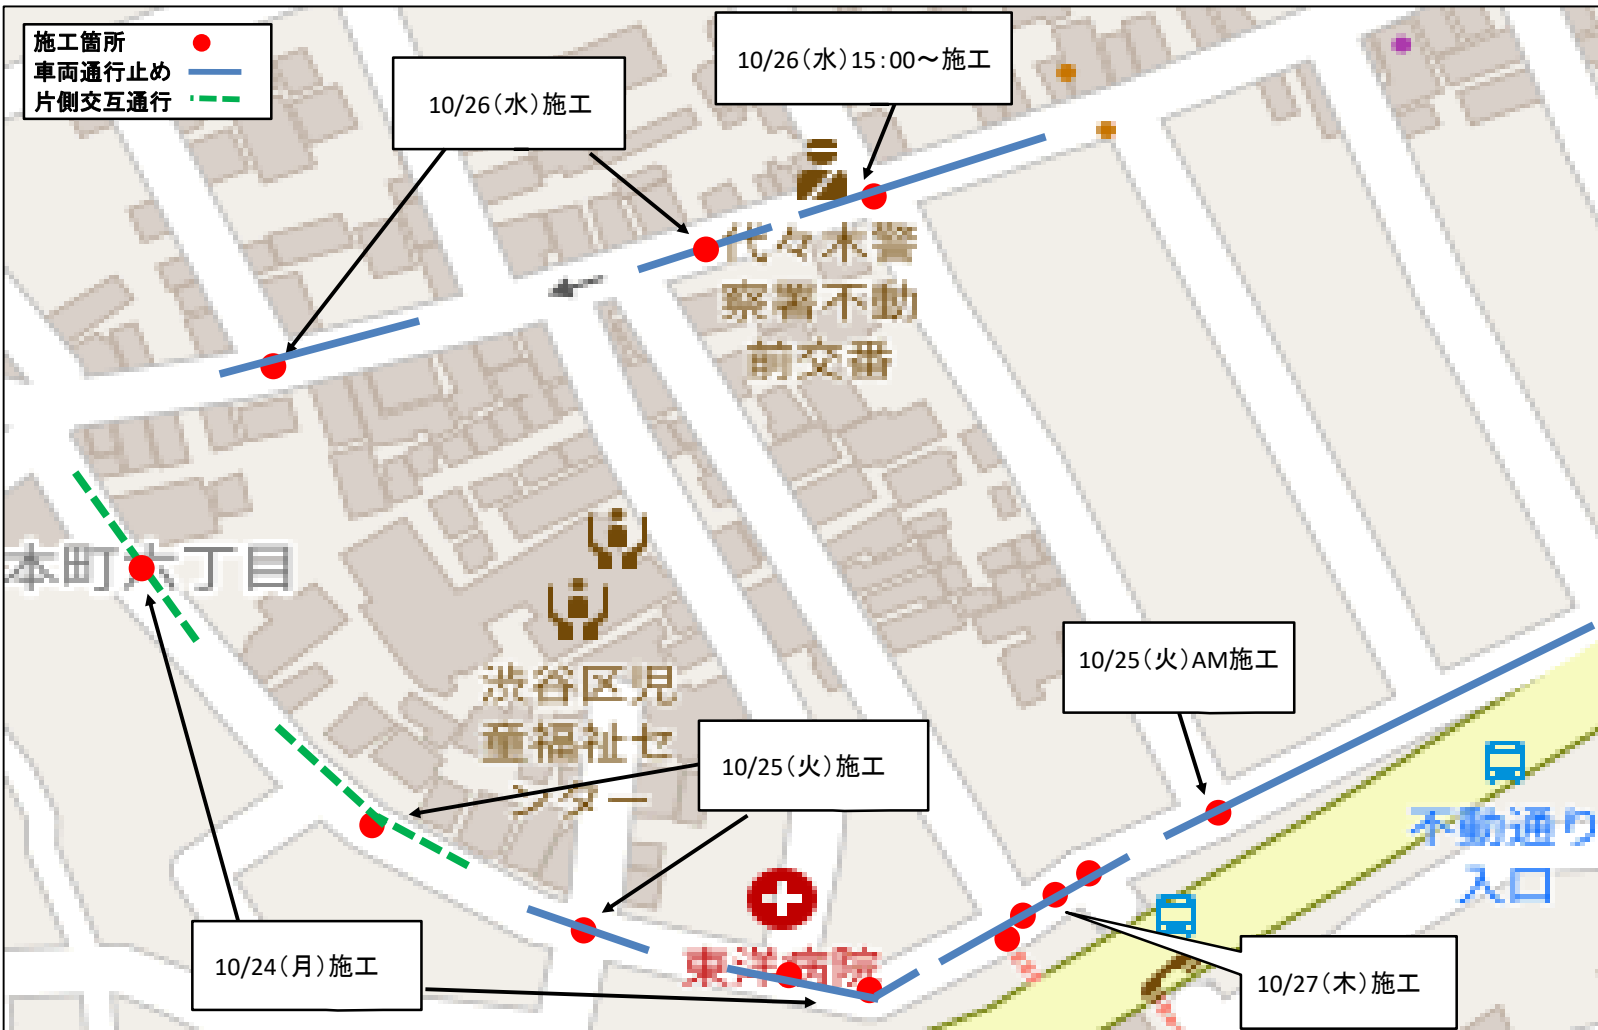 施工箇所
車両通行止め
片側交互通行
10/26(水)施工
10/26(水)15:00～施工
代々木警
察署不動
前交番
本町六丁目
渋谷区児
童福祉セ
ンター
10/25(火)AM施工
10/25(火)施工
不動通り
入口
東洋病院
10/24(月)施工
10/27(木)施工